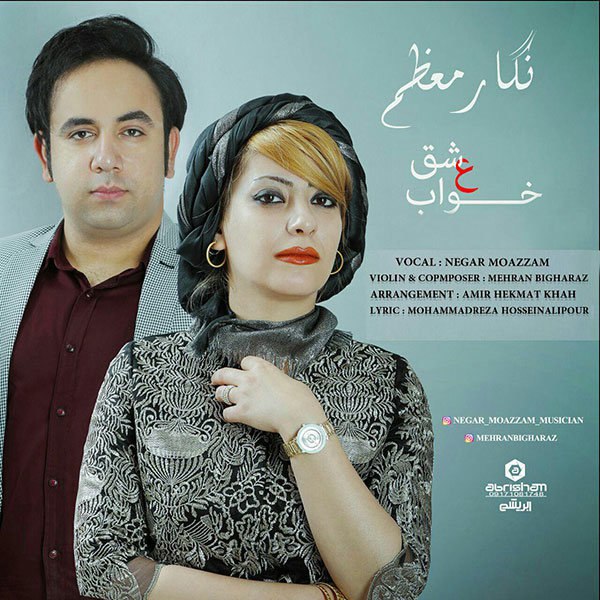 نگار معظم
عشق
خواب
VOCAL : NEGAR MOAZZAM
VIOLIN & COPMPOSER : MEHRAN BIGHARAZ
ARRANGEMENT : AMIR HEKMAT KHAH
LYRIC : MOHAMMADREZA HOSSEINALIPOUR
NEGAR_MOAZZAM_MUSICIAN
MEHRANBIGHARAZ
a
abrisham
09171081748
ابریشم